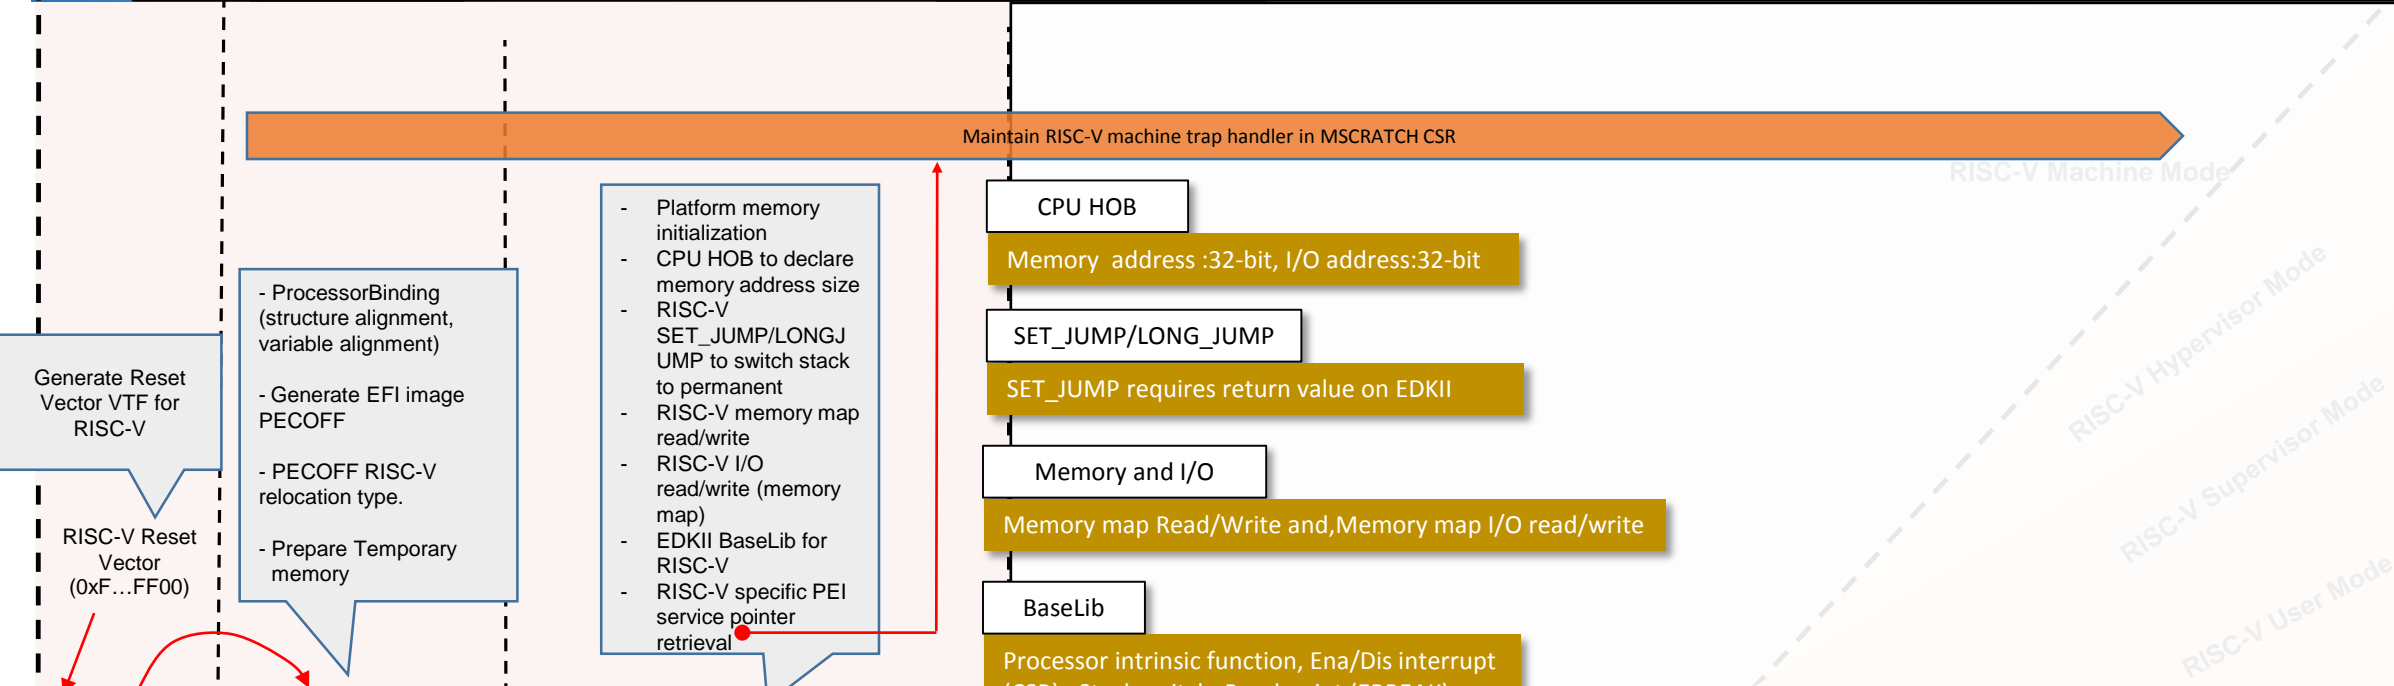 Maintain RISC-V machine trap handler in MSCRATCH CSR
RISC-V Machine Mode
RISC-V Hypervisor Mode
RISC-V Supervisor Mode
RISC-V User Mode
Generate Reset
Vector VTF for
RISC-V
RISC-V Reset
Vector
(0xF…FF00)
- ProcessorBinding
(structure alignment,
variable alignment)
- Generate EFI image
PECOFF
- PECOFF RISC-V
relocation type.
- Prepare Temporary
memory
- Platform memory
initialization
- CPU HOB to declare
memory address size
- RISC-V
SET_JUMP/LONGJ
UMP to switch stack
to permanent
- RISC-V memory map
read/write
- RISC-V I/O
read/write (memory
map)
- EDKII BaseLib for
RISC-V
- RISC-V specific PEI
service pointer
retrieval
CPU HOB
Memory  address :32-bit, I/O address:32-bit
SET_JUMP/LONG_JUMP
SET_JUMP requires return value on EDKII
Memory and I/O
Memory map Read/Write and,Memory map I/O read/write
BaseLib
Processor intrinsic function, Ena/Dis interrupt